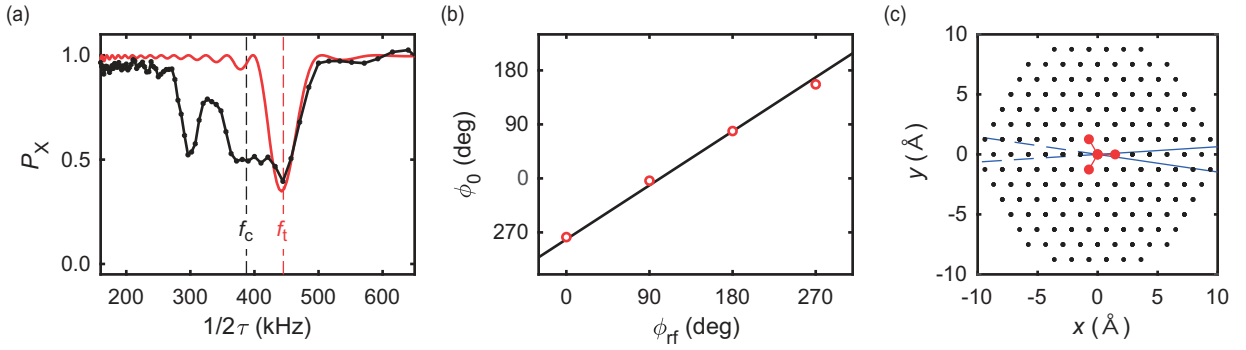 (a)
1.0
0.5
0.0
P_X
f_c
f_t
200
300
400
500
600
1/2τ (kHz)
(b)
180
90
0
270
ϕ_0 (deg)
0
90
180
270
ϕ_rf (deg)
(c)
10
5
0
-5
-10
y (Å)
-10
-5
0
5
10
x (Å)